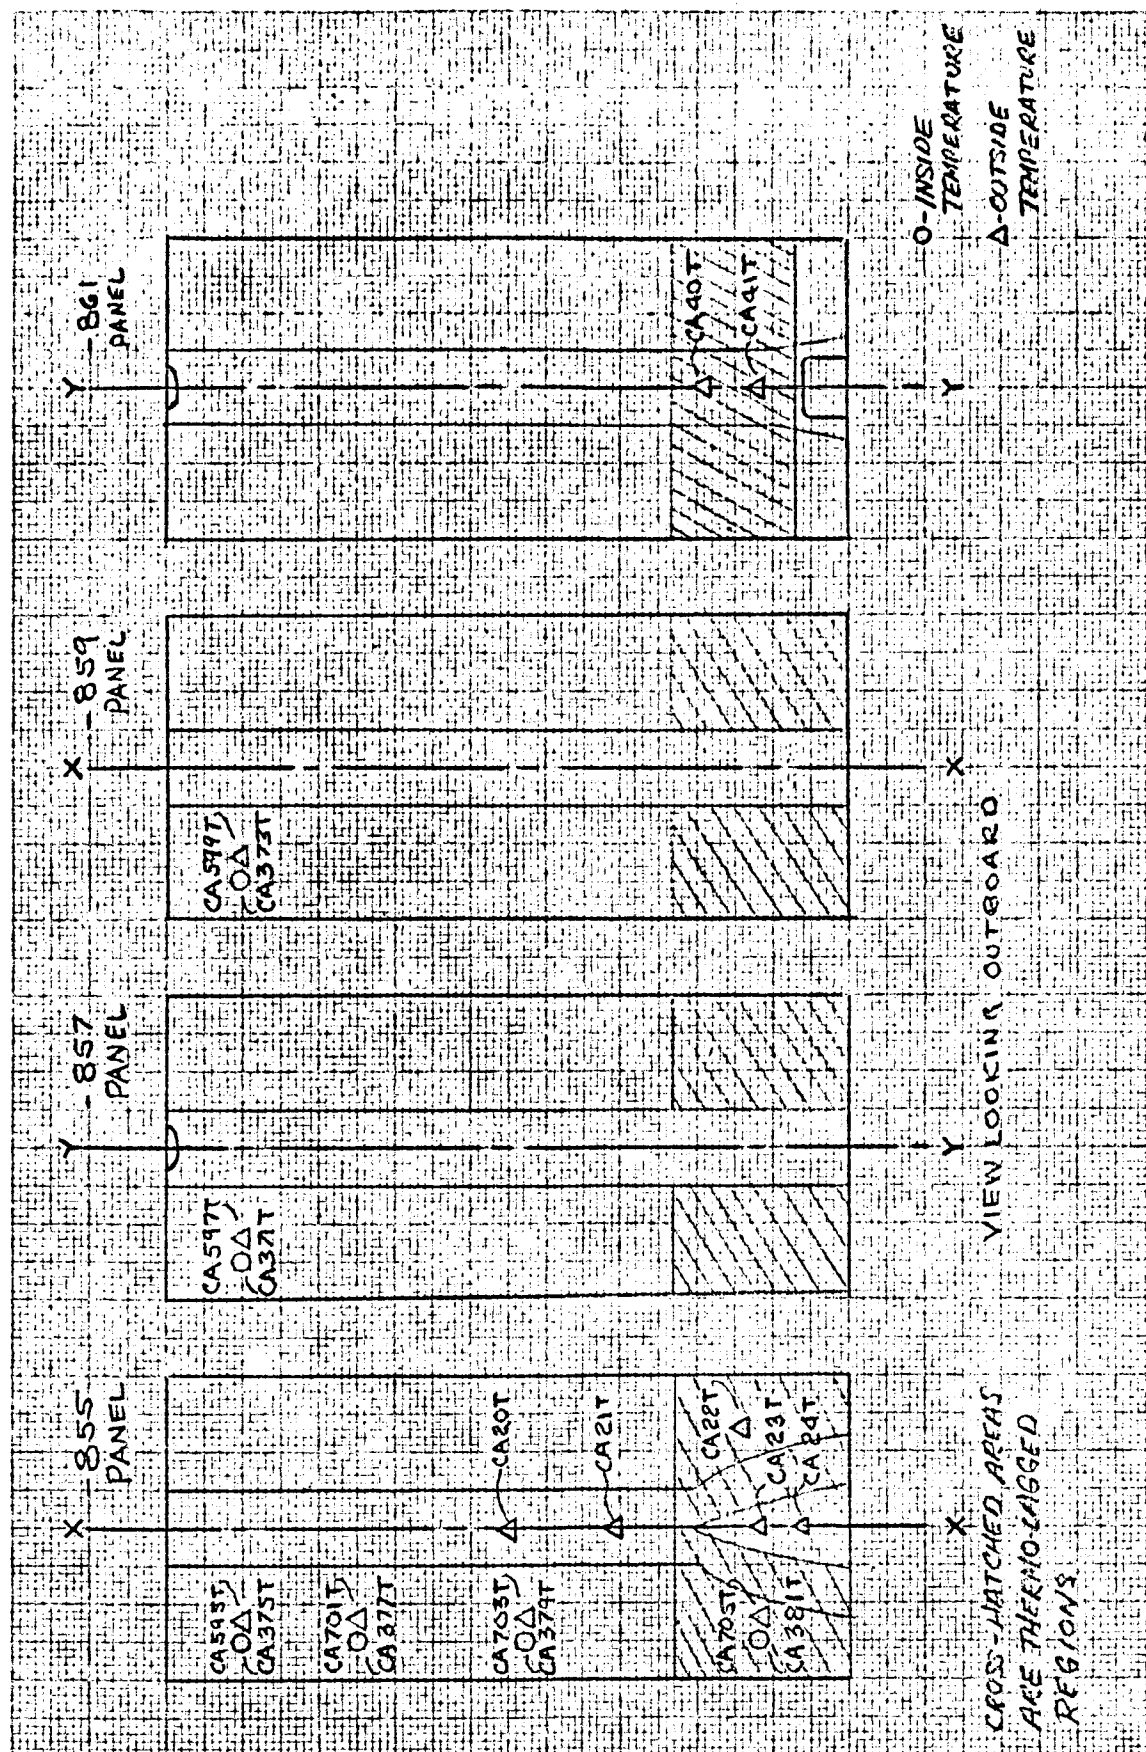 X -855
PANEL
Y -857
PANEL
X -859
PANEL
Y -861
PANEL
CA593T
CA375T
CA701T
CA377T
CA703T
CA379T
CA705T
CA381T
CA20T
CA21T
CA22T
CA23T
CA24T
CA597T
CA371T
CA599T
CA373T
CA40T
CA41T
X
Y
X
Y
CROSS-HATCHED AREAS
ARE THERMO-LAGGED
REGIONS
VIEW LOOKING OUTBOARD
O-INSIDE
TEMPERATURE
Δ-OUTSIDE
TEMPERATURE